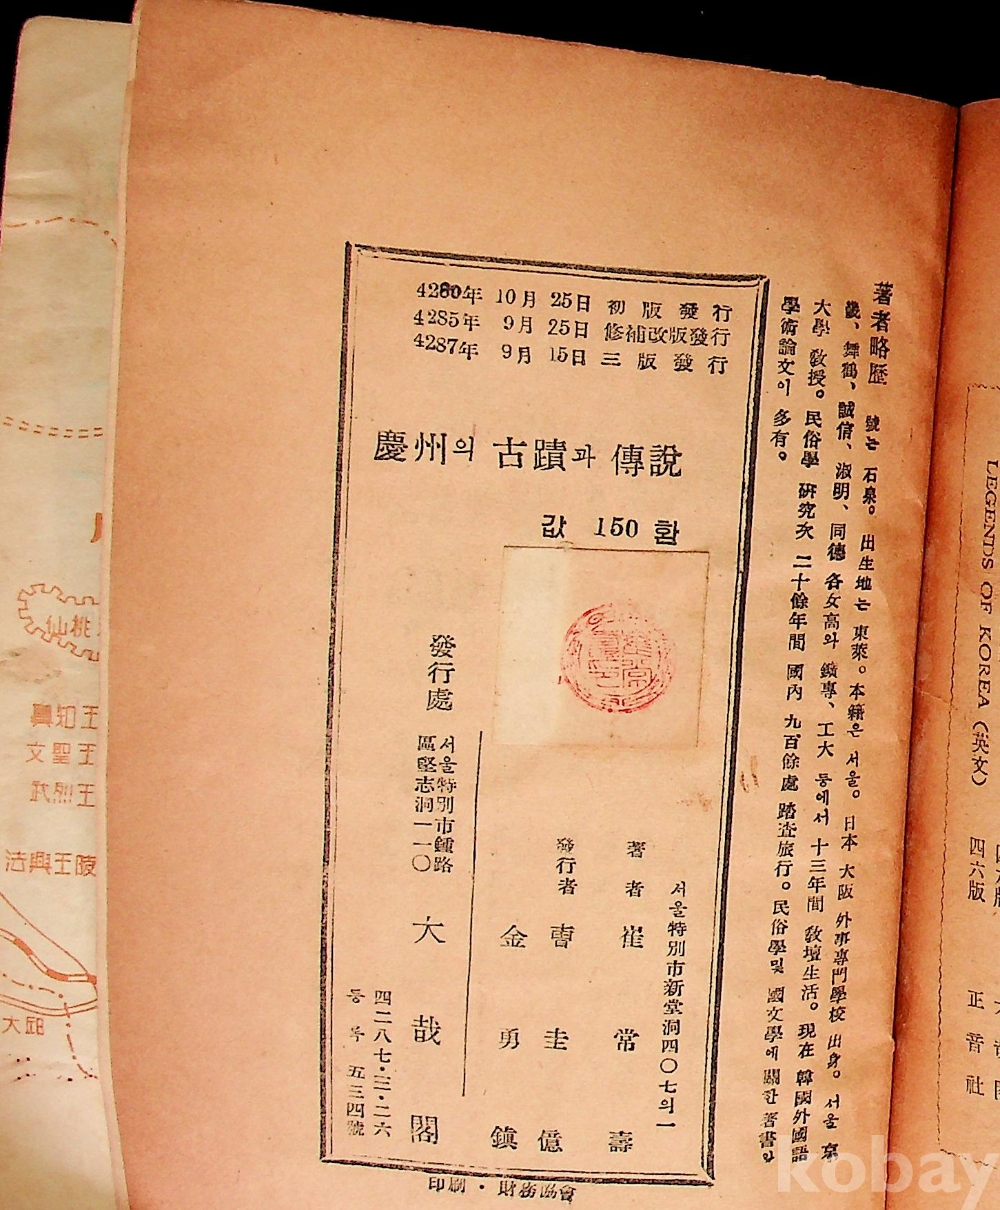 著者略歷 號는 石泉。出生地는 東萊。本籍은 서울。日本 大阪 外事專門學校 出身。서울 京
畿、舞鶴、誠信、淑明、同德 各女高와 鑛專、工大 等에서 十三年間 敎壇生活。現在 韓國外國語
大學 敎授。民俗學 硏究次 二十餘年間 國內 九百餘處 踏査旅行。民俗學및 國文學에 關한 著書와
學術論文이 多有。
4280年 10月 25日 初版發行
4285年 9月 25日 修補改版發行
4287年 9月 15日 三版發行
慶州의 古蹟과 傳說
값 150 환
서울特別市新堂洞四〇七의一
著者 崔常壽
發行者 曹圭億
金勇鎭
發行處 서울特別市鍾路
區堅志洞一一〇
大哉閣
四二八七・三・二六
등록 五三四號
印刷・財務協會
LEGENDS OF KOREA (英文)
四六版
正音社
仙桃
眞知王
文聖王
武烈王
法興王陵
大邱
kobay